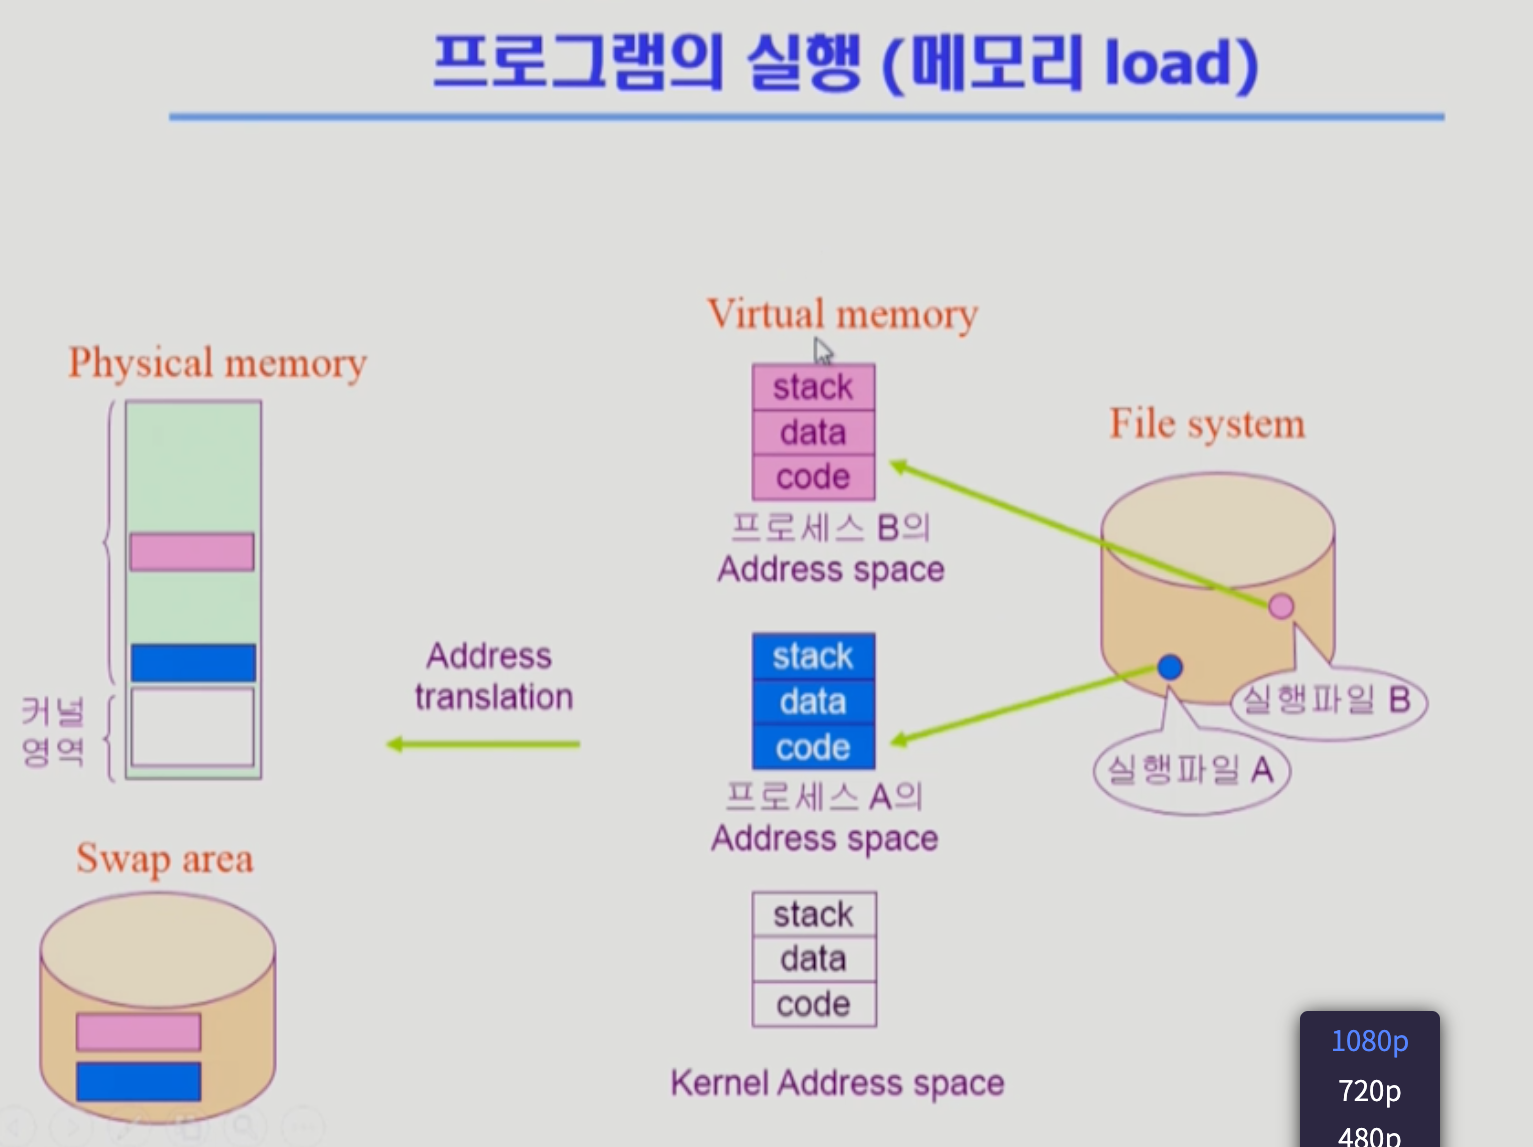 프로그램의 실행 (메모리 load)
Virtual memory
Physical memory
stack
data
code
프로세스 B의
Address space
File system
실행파일 B
실행파일 A
Address
translation
stack
data
code
프로세스 A의
Address space
커널
영역
Swap area
stack
data
code
Kernel Address space
1080p
720p
480p